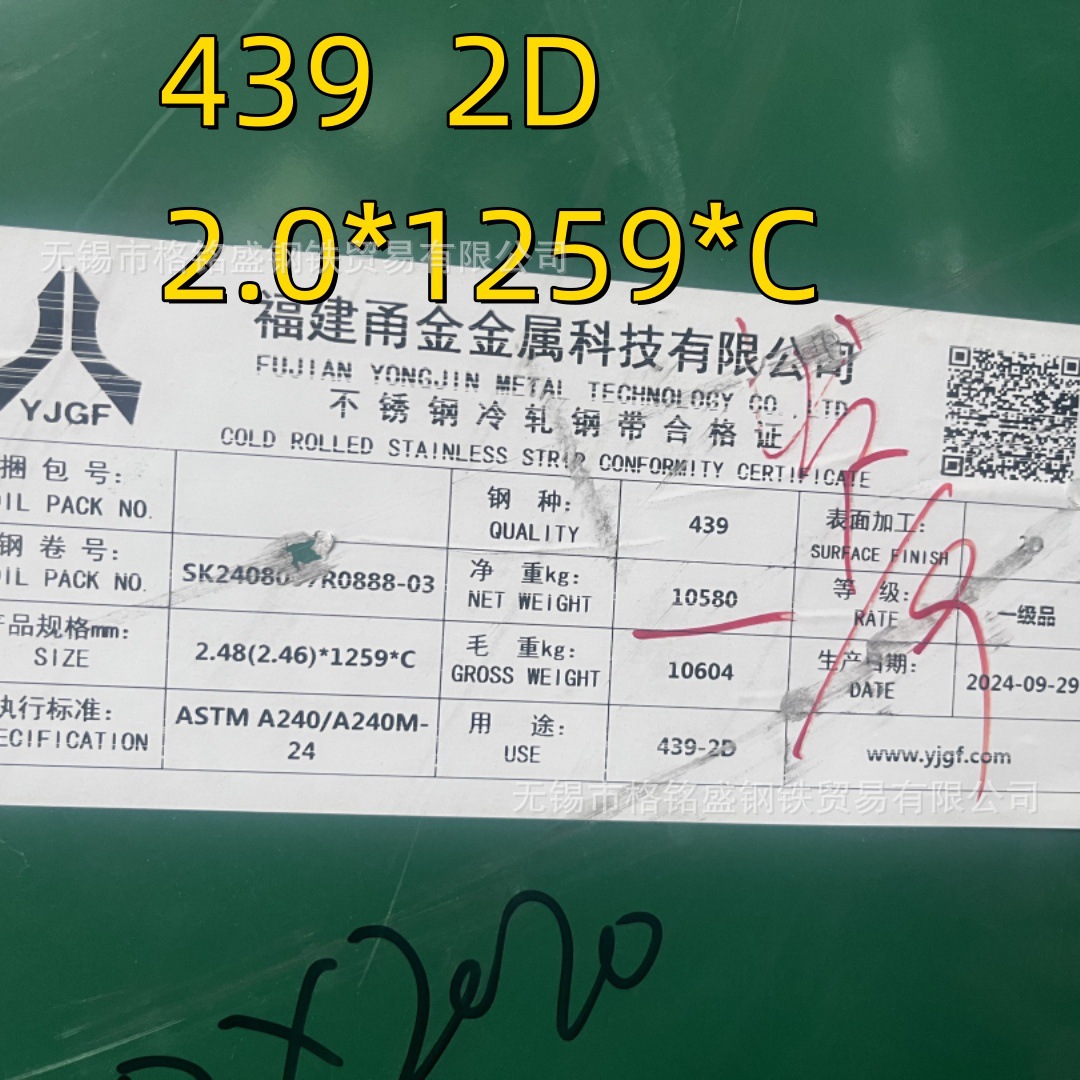 439 2D
2.0*1259*C
无锡市格铭盛钢铁贸易有限公司
福建甬金金属科技有限公司
FUJIAN YONGJIN METAL TECHNOLOGY CO.,LTD
不锈钢冷轧钢带合格证
COLD ROLLED STAINLESS STRIP CONFORMITY CERTIFICATE
YJGF
捆包号:
OIL PACK NO.
钢种:
QUALITY
439
表面加工:
SURFACE FINISH
钢卷号:
OIL PACK NO.
SK24080 R0888-03
净 重kg:
NET WEIGHT
10580
等 级:
RATE
一级品
产品规格mm:
SIZE
2.48(2.46)*1259*C
毛 重kg:
GROSS WEIGHT
10604
生产日期:
DATE
2024-09-29
执行标准:
ECIFICATION
ASTM A240/A240M-
24
用 途:
USE
439-2D
www.yjgf.com
无锡市格铭盛钢铁贸易有限公司